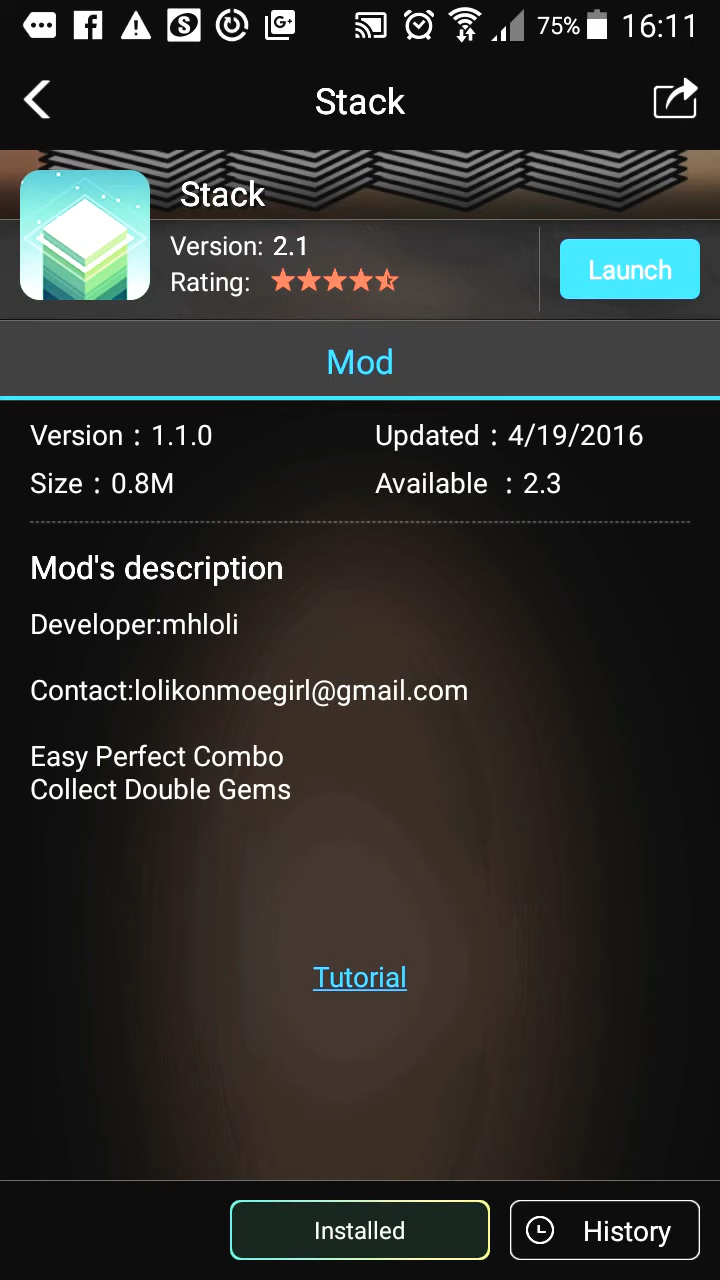 75% 16:11
Stack
Stack
Version: 2.1
Rating:
Launch
Mod
Version : 1.1.0
Updated : 4/19/2016
Size : 0.8M
Available : 2.3
Mod's description
Developer:mhloli
Contact:lolikonmoegirl@gmail.com
Easy Perfect Combo
Collect Double Gems
Tutorial
Installed
History